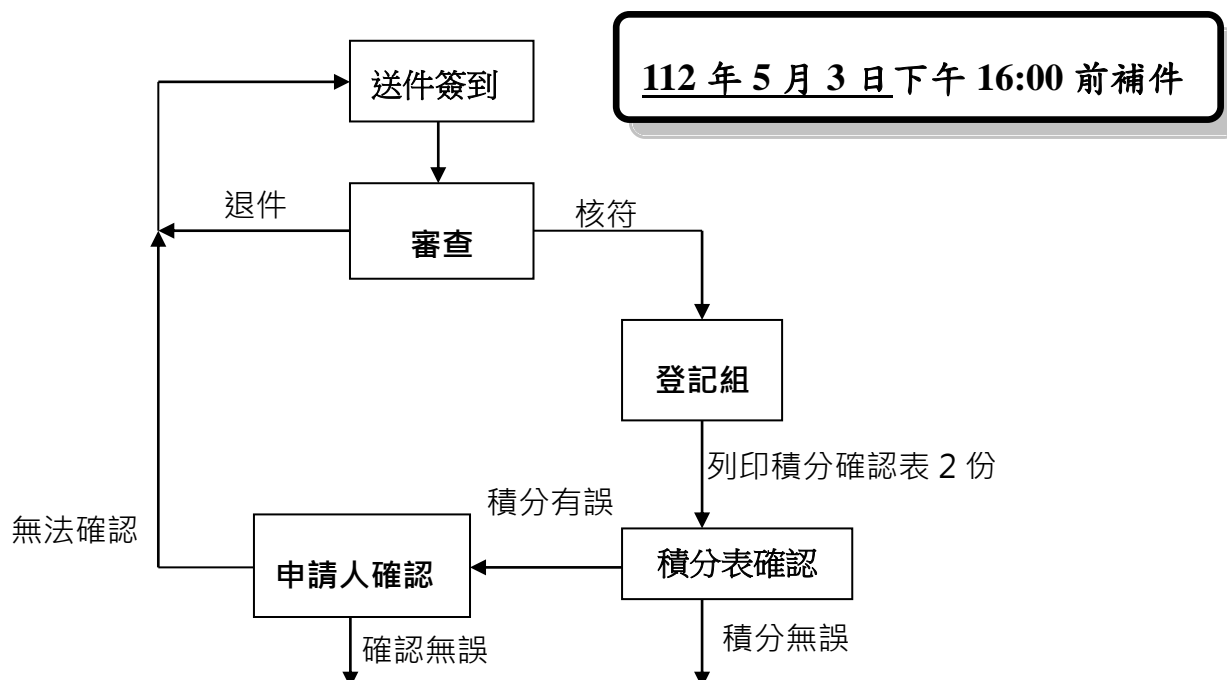 112 年 5 月 3 日下午 16:00 前補件
送件簽到
退件
核符
審查
登記組
列印積分確認表 2 份
積分有誤
無法確認
申請人確認
積分表確認
確認無誤
積分無誤